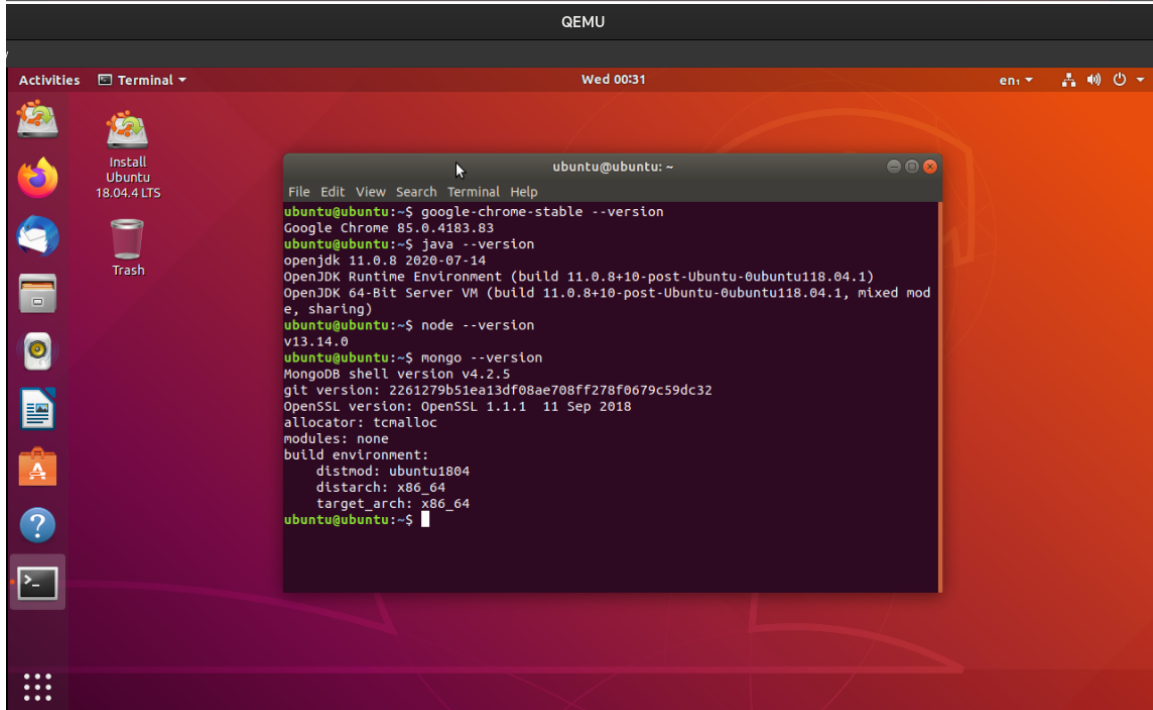 QEMU
Activities
Terminal
Wed 00:31
en₁
Install
Ubuntu
18.04.4 LTS
Trash
ubuntu@ubuntu: ~
File Edit View Search Terminal Help
ubuntu@ubuntu:~$ google-chrome-stable --version
Google Chrome 85.0.4183.83
ubuntu@ubuntu:~$ java --version
openjdk 11.0.8 2020-07-14
OpenJDK Runtime Environment (build 11.0.8+10-post-Ubuntu-0ubuntu118.04.1)
OpenJDK 64-Bit Server VM (build 11.0.8+10-post-Ubuntu-0ubuntu118.04.1, mixed mod
e, sharing)
ubuntu@ubuntu:~$ node --version
v13.14.0
ubuntu@ubuntu:~$ mongo --version
MongoDB shell version v4.2.5
git version: 2261279b51ea13df08ae708ff278f0679c59dc32
OpenSSL version: OpenSSL 1.1.1  11 Sep 2018
allocator: tcmalloc
modules: none
build environment:
    distmod: ubuntu1804
    distarch: x86_64
    target_arch: x86_64
ubuntu@ubuntu:~$